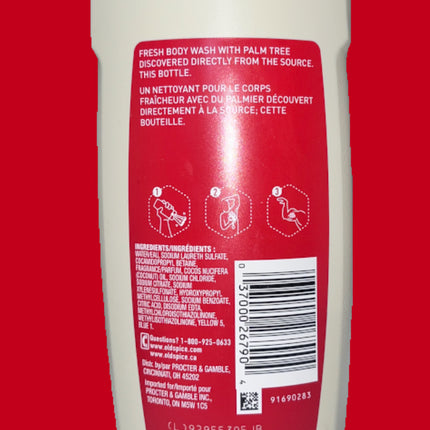 FRESH BODY WASH WITH PALM TREE
DISCOVERED DIRECTLY FROM THE SOURCE.
THIS BOTTLE.
UN NETTOYANT POUR LE CORPS
FRAÎCHEUR AVEC DU PALMIER DÉCOUVERT
DIRECTEMENT À LA SOURCE; CETTE
BOUTEILLE.
1 2 3
INGREDIENTS/INGRÉDIENTS:
WATER/EAU, SODIUM LAURETH SULFATE,
COCAMIDOPROPYL BETAINE,
FRAGRANCE/PARFUM, COCOS NUCIFERA
(COCONUT) OIL, SODIUM CHLORIDE,
SODIUM CITRATE, SODIUM
XYLENESULFONATE, HYDROXYPROPYL
METHYLCELLULOSE, SODIUM BENZOATE,
CITRIC ACID, DISODIUM EDTA,
METHYLCHLOROISOTHIAZOLINONE,
METHYLISOTHIAZOLINONE, YELLOW 5,
BLUE 1.
Questions? 1-800-925-0633
www.oldspice.com
www.oldspice.ca
Distr. by/par PROCTER & GAMBLE,
CINCINNATI, OH 45202
Imported for/Importé pour
PROCTER & GAMBLE INC.,
TORONTO, ON M5W 1C5
0 37000 26790 4
91690283